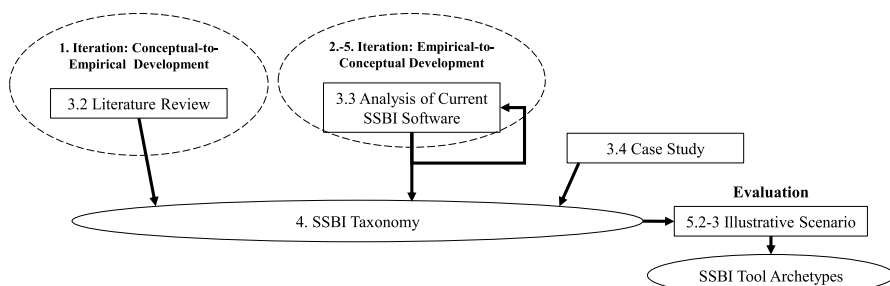 1. Iteration: Conceptual-to-
Empirical Development
3.2 Literature Review
2.-5. Iteration: Empirical-to-
Conceptual Development
3.3 Analysis of Current
SSBI Software
3.4 Case Study
4. SSBI Taxonomy
Evaluation
5.2-3 Illustrative Scenario
SSBI Tool Archetypes